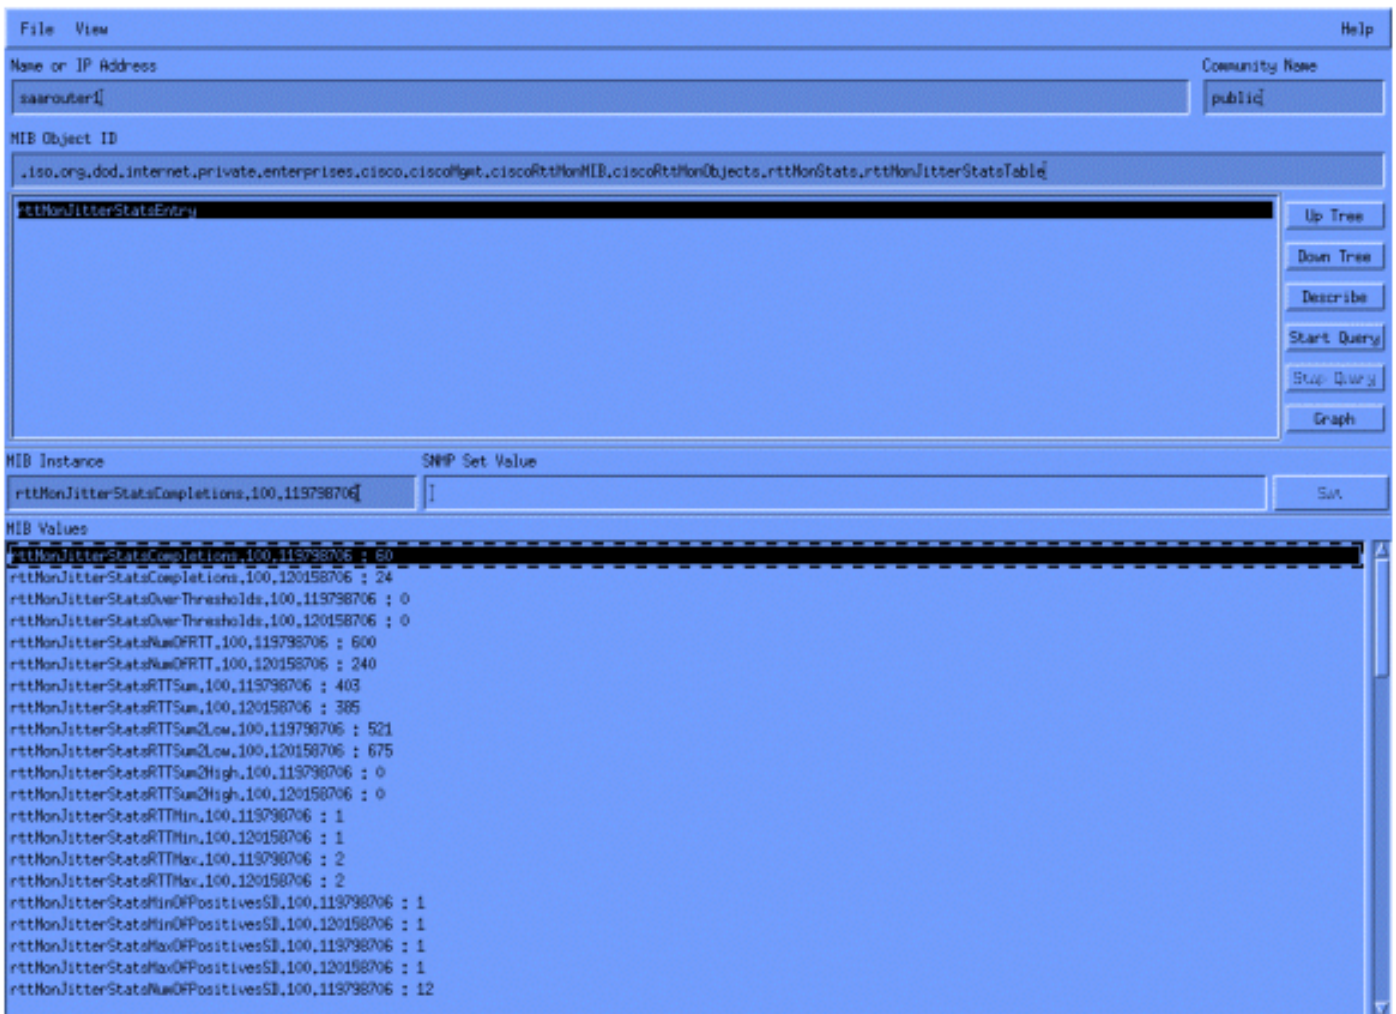 File View Help
Name or IP Address Community Name
saarouter1 public
MIB Object ID
.iso.org.dod.internet.private.enterprises.cisco.ciscoMgmt.ciscoRttMonMIB.ciscoRttMonObjects.rttMonStats.rttMonJitterStatsTable
rttMonJitterStatsEntry
Up Tree
Down Tree
Describe
Start Query
Stop Query
Graph
MIB Instance SNMP Set Value
rttMonJitterStatsCompletions.100.119798706 Set
MIB Values
rttMonJitterStatsCompletions.100.119798706 : 60
rttMonJitterStatsCompletions.100.120158706 : 24
rttMonJitterStatsOverThresholds.100.119798706 : 0
rttMonJitterStatsOverThresholds.100.120158706 : 0
rttMonJitterStatsNumOfRTT.100.119798706 : 600
rttMonJitterStatsNumOfRTT.100.120158706 : 240
rttMonJitterStatsRTTSum.100.119798706 : 403
rttMonJitterStatsRTTSum.100.120158706 : 385
rttMonJitterStatsRTTSum2Low.100.119798706 : 521
rttMonJitterStatsRTTSum2Low.100.120158706 : 675
rttMonJitterStatsRTTSum2High.100.119798706 : 0
rttMonJitterStatsRTTSum2High.100.120158706 : 0
rttMonJitterStatsRTTMin.100.119798706 : 1
rttMonJitterStatsRTTMin.100.120158706 : 1
rttMonJitterStatsRTTMax.100.119798706 : 2
rttMonJitterStatsRTTMax.100.120158706 : 2
rttMonJitterStatsMinOfPositivesSD.100.119798706 : 1
rttMonJitterStatsMinOfPositivesSD.100.120158706 : 1
rttMonJitterStatsMaxOfPositivesSD.100.119798706 : 1
rttMonJitterStatsMaxOfPositivesSD.100.120158706 : 1
rttMonJitterStatsNumOfPositivesSD.100.119798706 : 12